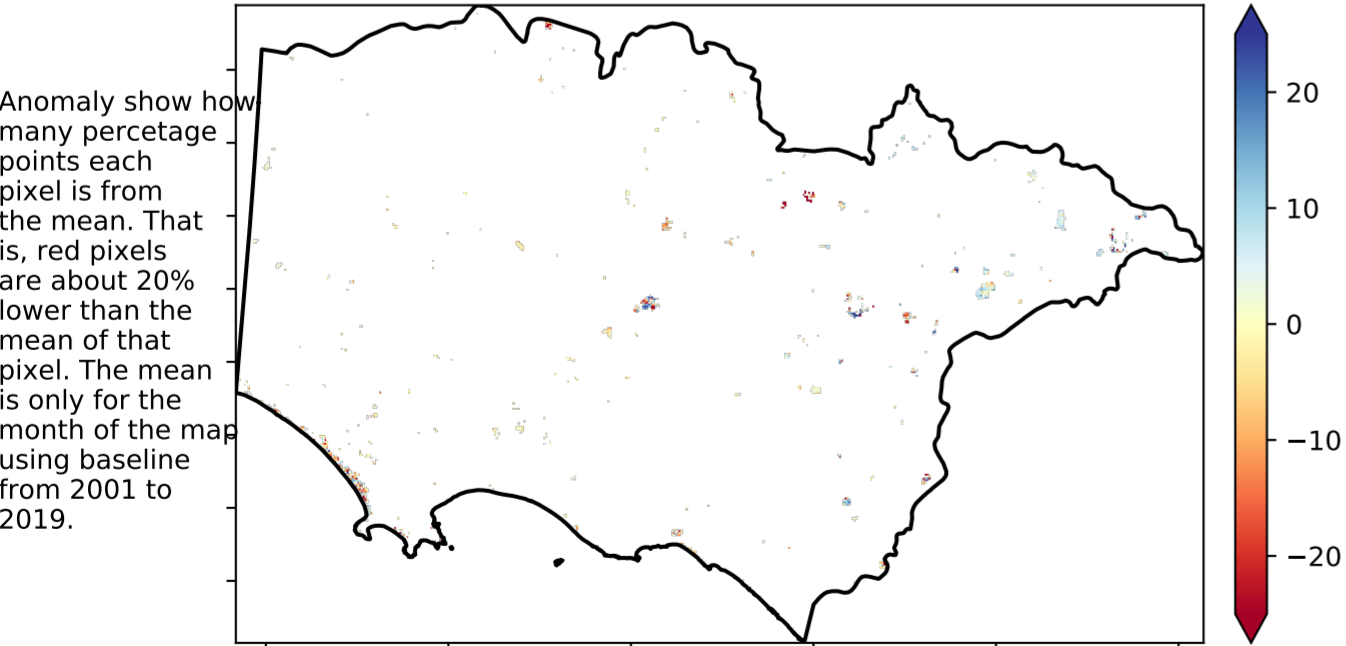 Anomaly show how
many percetage
points each
pixel is from
the mean. That
is, red pixels
are about 20%
lower than the
mean of that
pixel. The mean
is only for the
month of the map
using baseline
from 2001 to
2019.
20
10
0
−10
−20